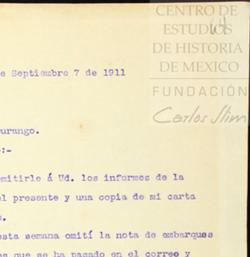 CENTRO DE
ESTUDIOS
DE HISTORIA
DE MEXICO
FUNDACIÓN
Carlos Slim
e Septiembre 7 de 1911
urango.
:-
mitirle á Ud. los informes de la
l presente y una copia de mi carta
.
esta semana omití la nota de embarques
es que se ha pasado en el correo y